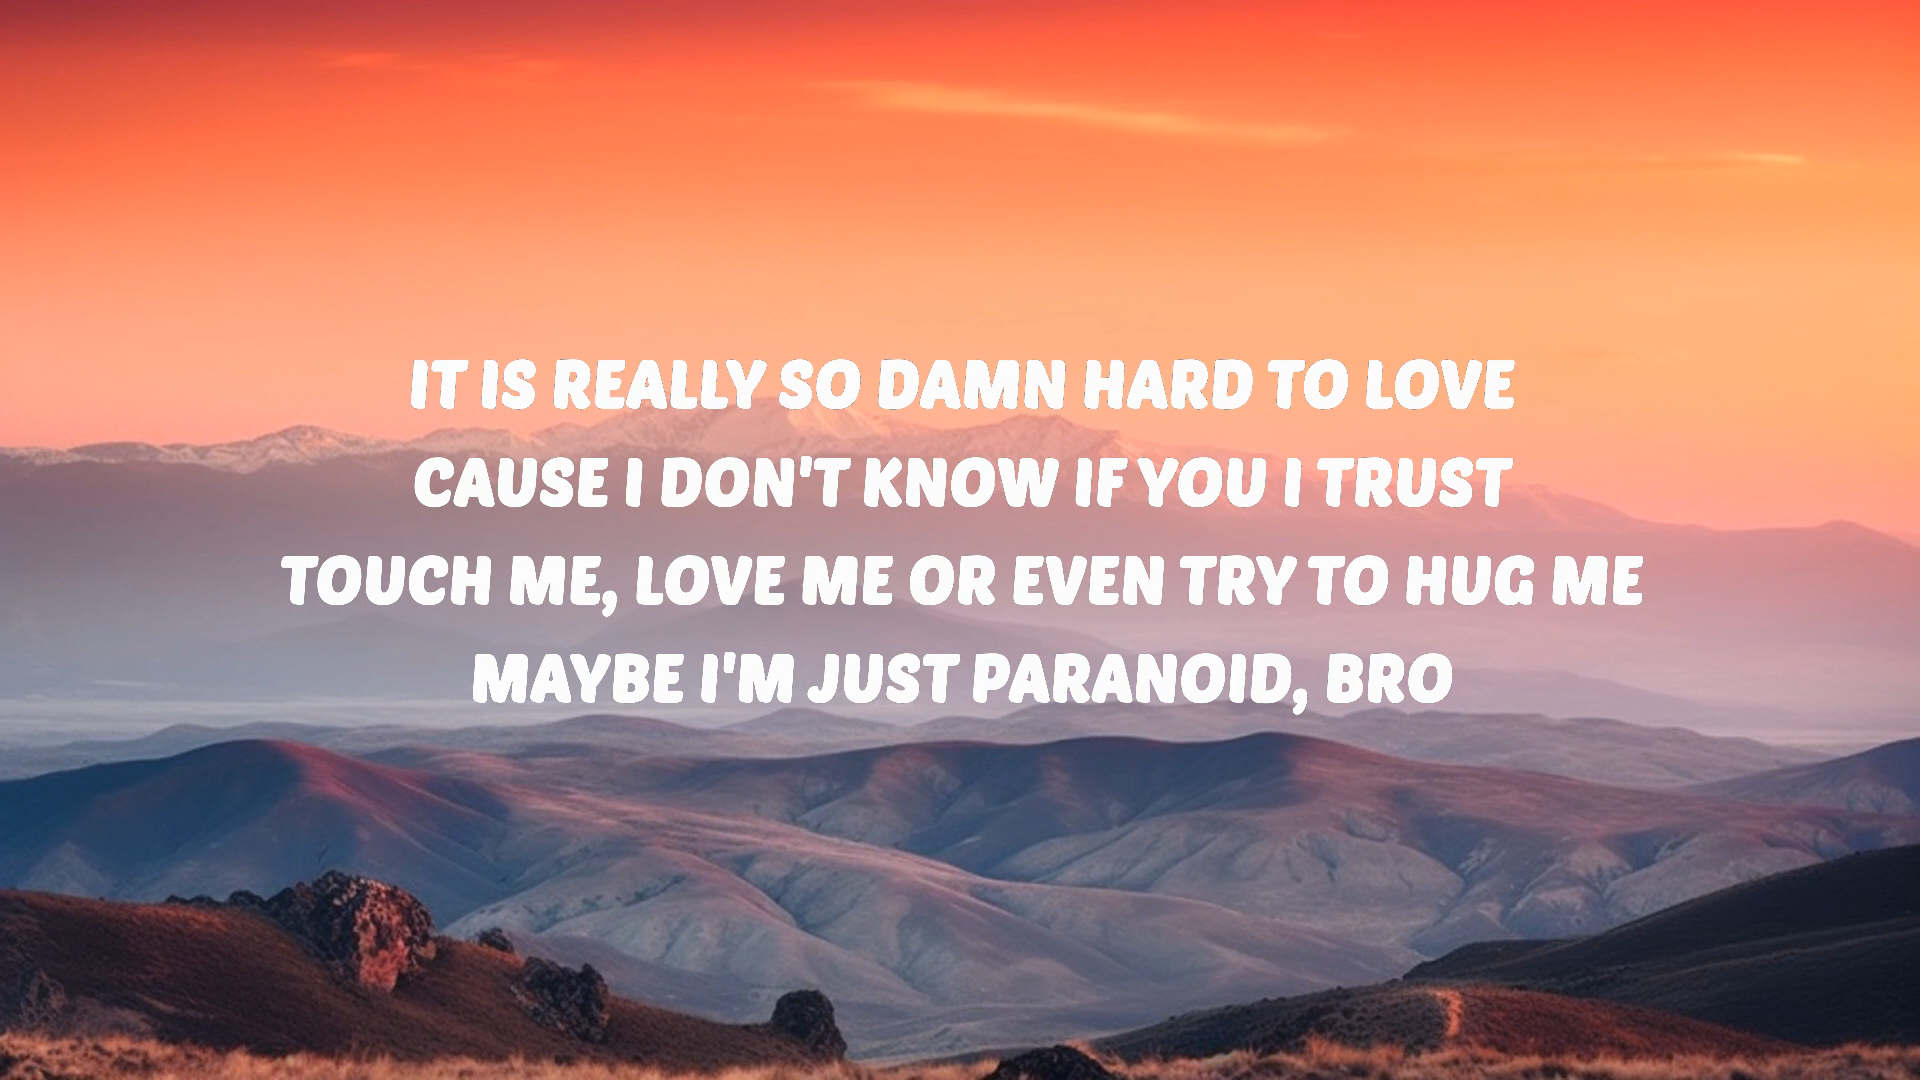 IT IS REALLY SO DAMN HARD TO LOVE
CAUSE I DON'T KNOW IF YOU I TRUST
TOUCH ME, LOVE ME OR EVEN TRY TO HUG ME
MAYBE I'M JUST PARANOID, BRO